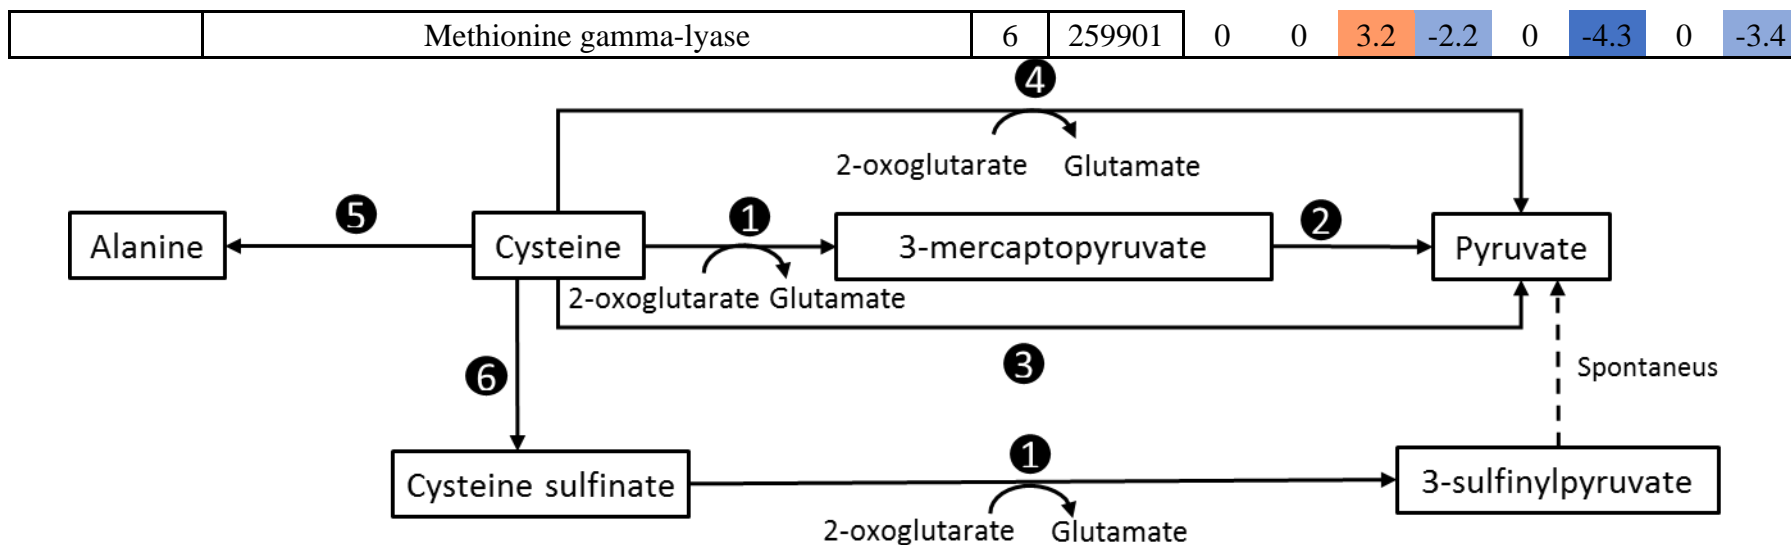 Methionine gamma-lyase 6 259901 0 0 3.2 -2.2 0 -4.3 0 -3.4
4
2-oxoglutarate Glutamate
5 1 2
Alanine Cysteine 3-mercaptopyruvate Pyruvate
2-oxoglutarate Glutamate
3
6 Spontaneus
1
Cysteine sulfinate 3-sulfinylpyruvate
2-oxoglutarate Glutamate